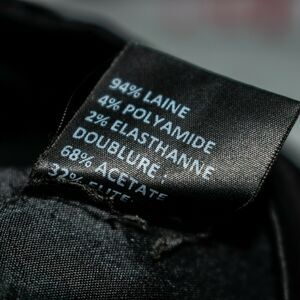 94% LAINE
4% POLYAMIDE
2% ELASTHANNE
DOUBLURE :
68% ACETATE
32%